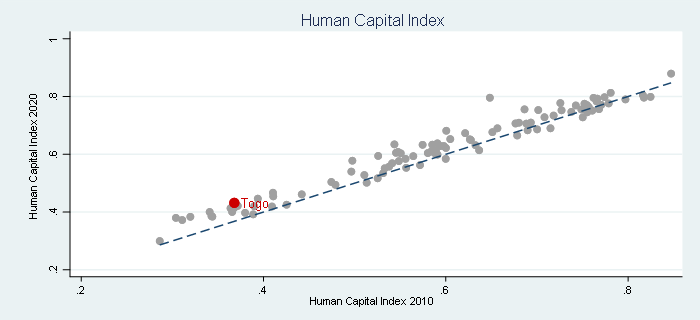 Human Capital Index
Human Capital Index 2020
1
.8
.6
.4
.2
Togo
.2
.4
.6
.8
Human Capital Index 2010